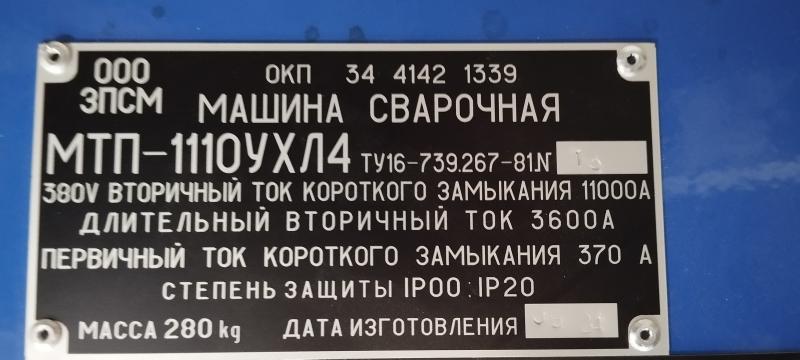 ООО ОКП 34 4142 1339
ЗПСМ МАШИНА СВАРОЧНАЯ
МТП-1110УХЛ4 ТУ16-739.267-81.N
380V ВТОРИЧНЫЙ ТОК КОРОТКОГО ЗАМЫКАНИЯ 11000А
ДЛИТЕЛЬНЫЙ ВТОРИЧНЫЙ ТОК 3600А
ПЕРВИЧНЫЙ ТОК КОРОТКОГО ЗАМЫКАНИЯ 370 А
СТЕПЕНЬ ЗАЩИТЫ IP00 : IP20
МАССА 280 kg ДАТА ИЗГОТОВЛЕНИЯ